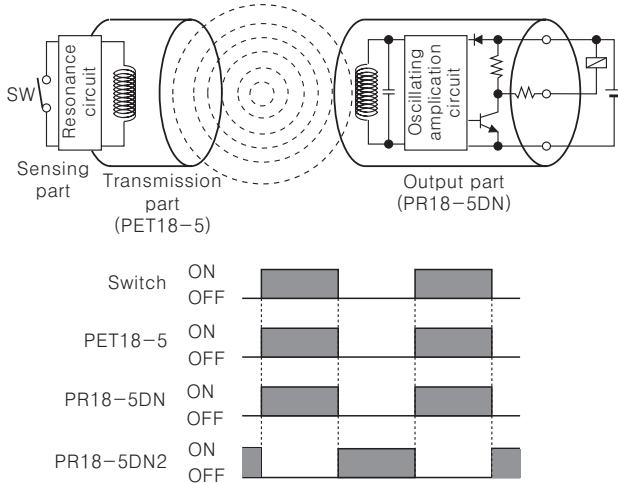 SW
Resonance
circuit
Sensing
part
Transmission
part
(PET18-5)
Oscillating
amplication
circuit
Output part
(PR18-5DN)
Switch ON
OFF
PET18-5 ON
OFF
PR18-5DN ON
OFF
PR18-5DN2 ON
OFF